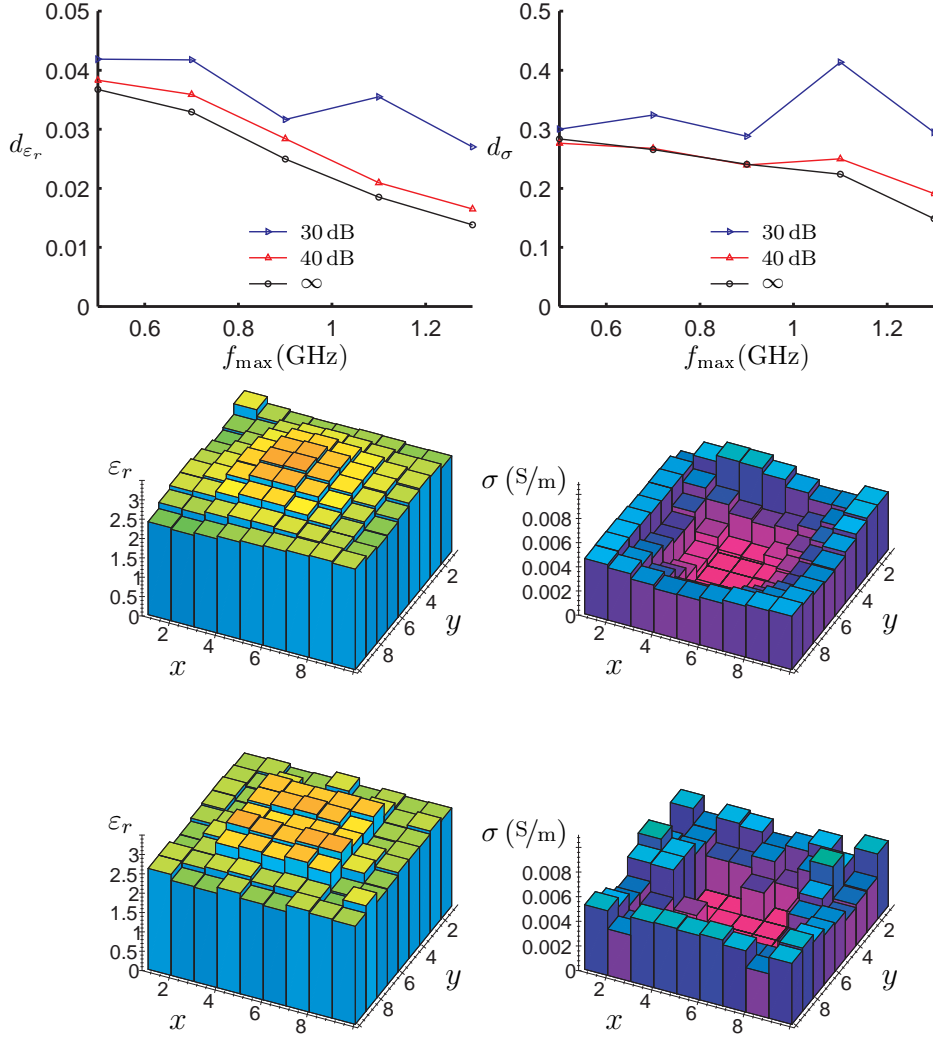 0.05
0.04
0.03
0.02
0.01
0
d_{ε_r}
30 dB
40 dB
∞
0.6 0.8 1 1.2
f_max (GHz)
0.5
0.4
0.3
0.2
0.1
0
d_σ
30 dB
40 dB
∞
0.6 0.8 1 1.2
f_max (GHz)
ε_r
3
2.5
2
1.5
1
0.5
0
2 4 6 8
x
2
4
6
8
y
σ (S/m)
0.008
0.006
0.004
0.002
0
2 4 6 8
x
2
4
6
8
y
ε_r
3
2.5
2
1.5
1
0.5
0
2 4 6 8
x
2
4
6
8
y
σ (S/m)
0.008
0.006
0.004
0.002
0
2 4 6 8
x
2
4
6
8
y